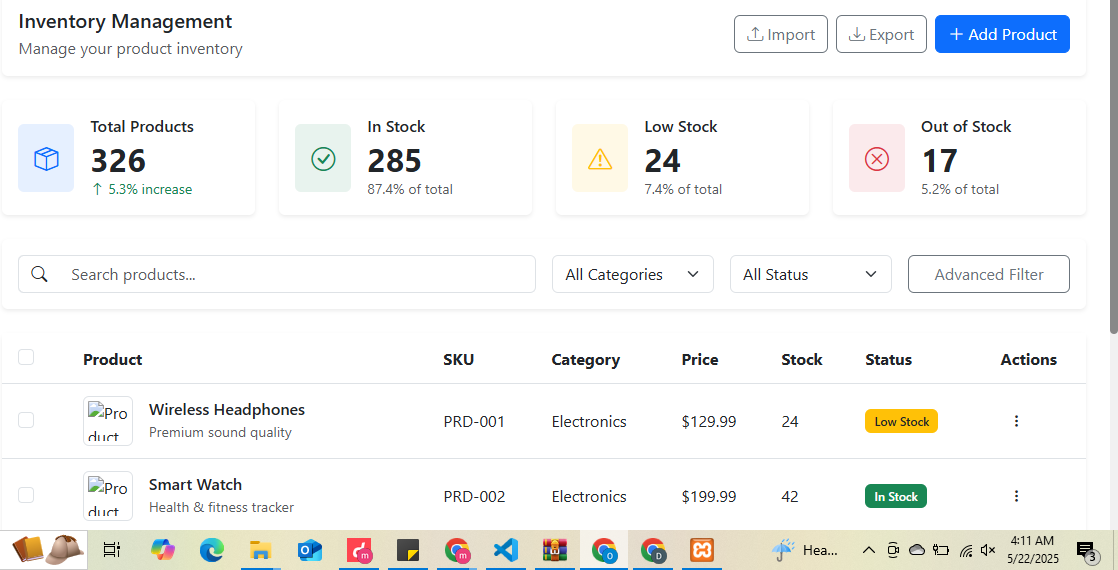 Inventory Management
Manage your product inventory
Import
Export
+ Add Product
Total Products
326
↑ 5.3% increase
In Stock
285
87.4% of total
Low Stock
24
7.4% of total
Out of Stock
17
5.2% of total
Search products...
All Categories
All Status
Advanced Filter
Product SKU Category Price Stock Status Actions
Pro
duct
Wireless Headphones
Premium sound quality
PRD-001 Electronics $129.99 24 Low Stock
Pro
duct
Smart Watch
Health & fitness tracker
PRD-002 Electronics $199.99 42 In Stock
m
m
O
D
Hea...
4:11 AM
5/22/2025
3